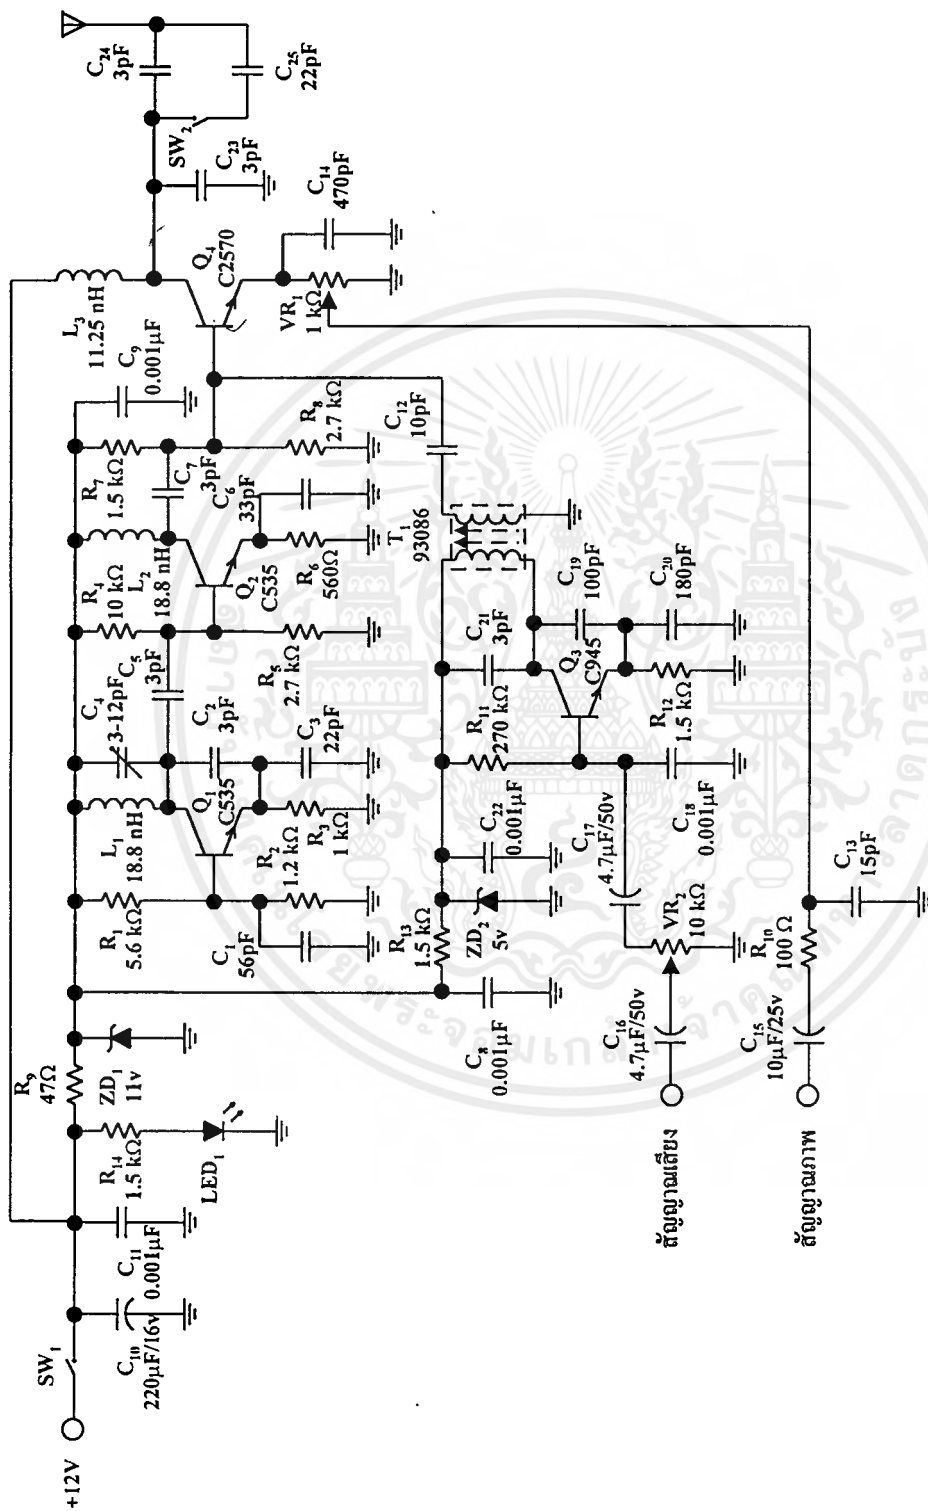 +12V
SW1
C10
220μF/16v
C11
0.001μF
R14
1.5 kΩ
LED1
R9
47Ω
ZD1
11v
R1
5.6 kΩ
C1
56pF
L1
18.8 nH
Q1
C535
R2
1.2 kΩ
R3
1 kΩ
C4
3-12pF
C2
3pF
C3
22pF
C5
3pF
R4
10 kΩ
R5
2.7 kΩ
L2
18.8 nH
Q2
C535
R6
560Ω
C6
33pF
C7
3pF
R7
1.5 kΩ
R8
2.7 kΩ
C9
0.001μF
L3
11.25 nH
Q4
C2570
VR1
1 kΩ
C14
470pF
C23
3pF
SW2
C24
3pF
C25
22pF
C12
10pF
T1
93086
C8
0.001μF
R13
1.5 kΩ
ZD2
5v
C22
0.001μF
R11
270 kΩ
C21
3pF
Q3
C945
C19
100pF
C20
180pF
R12
1.5 kΩ
C18
0.001μF
C17
4.7μF/50v
VR2
10 kΩ
C16
4.7μF/50v
สัญญาณเสียง
R10
100 Ω
C13
15pF
C15
10μF/25v
สัญญาณภาพ